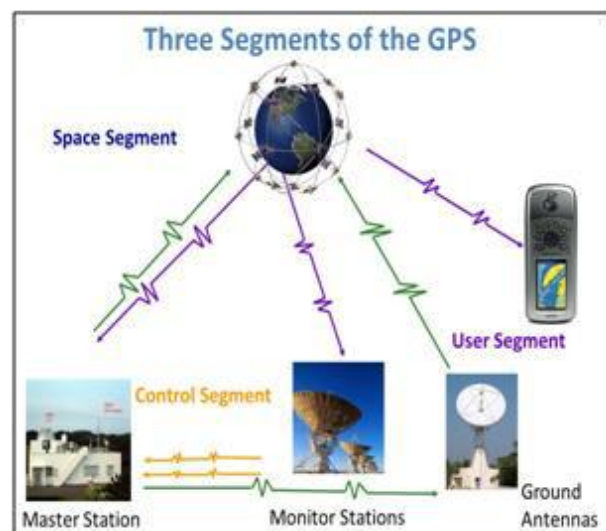 Three Segments of the GPS
Space Segment
User Segment
Control Segment
Master Station
Monitor Stations
Ground
Antennas